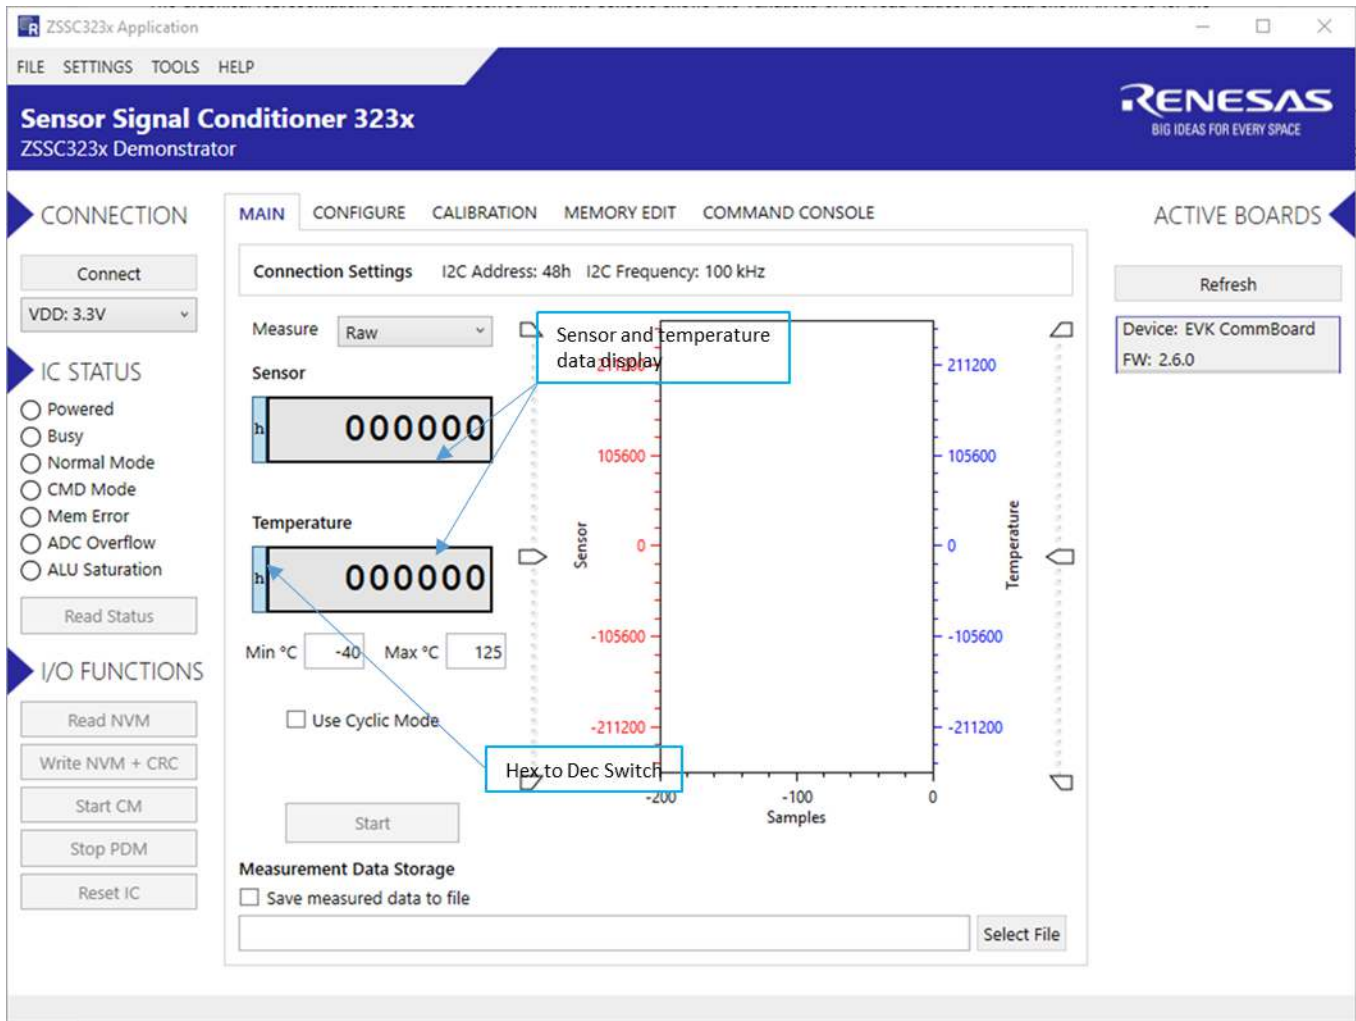 ZSSC323x Application
FILE SETTINGS TOOLS HELP
Sensor Signal Conditioner 323x
ZSSC323x Demonstrator
RENESAS
BIG IDEAS FOR EVERY SPACE
CONNECTION
Connect
VDD: 3.3V
IC STATUS
Powered
Busy
Normal Mode
CMD Mode
Mem Error
ADC Overflow
ALU Saturation
Read Status
I/O FUNCTIONS
Read NVM
Write NVM + CRC
Start CM
Stop PDM
Reset IC
MAIN CONFIGURE CALIBRATION MEMORY EDIT COMMAND CONSOLE
Connection Settings I2C Address: 48h I2C Frequency: 100 kHz
Measure Raw
Sensor
h 000000
Temperature
h 000000
Min °C -40 Max °C 125
Use Cyclic Mode
Start
Sensor and temperature
data display
Hex to Dec Switch
Sensor
211200
105600
0
-105600
-211200
211200
105600
0
-105600
-211200
Temperature
-200 -100 0
Samples
Measurement Data Storage
Save measured data to file
Select File
ACTIVE BOARDS
Refresh
Device: EVK CommBoard
FW: 2.6.0